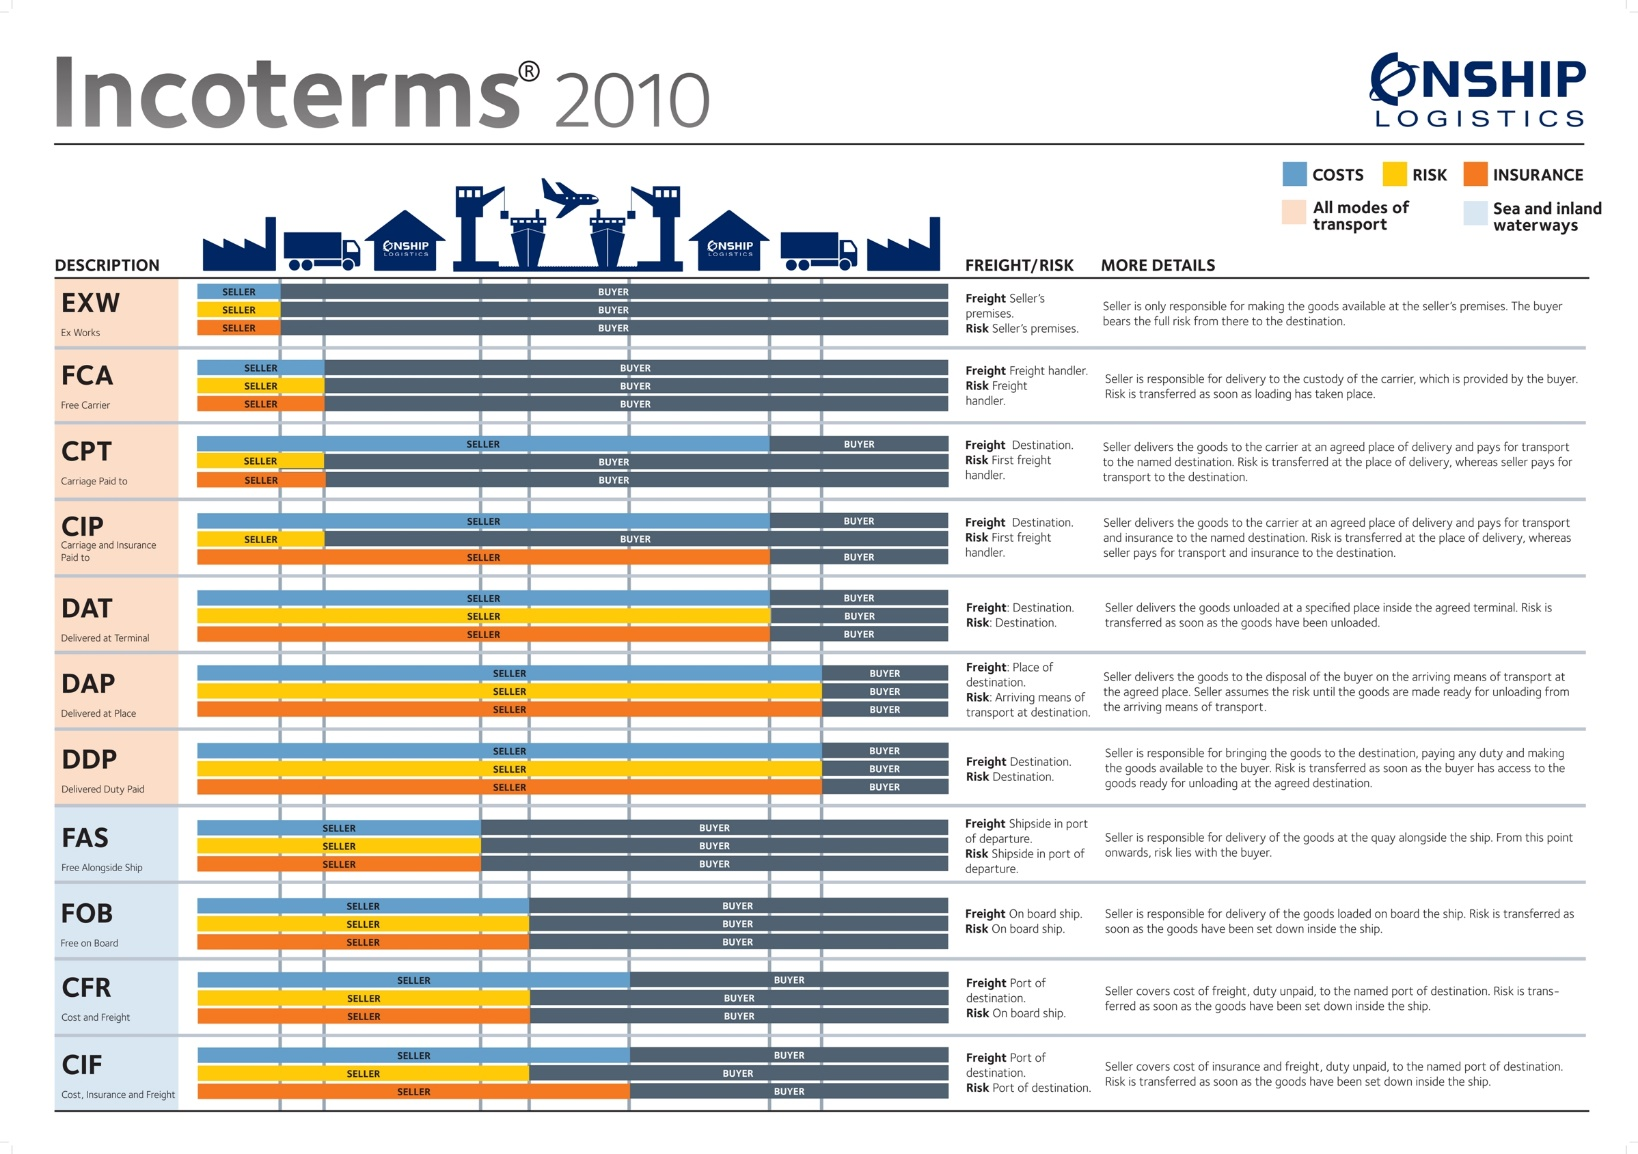 Incoterms® 2010
ONSHIP
LOGISTICS
COSTS RISK INSURANCE
All modes of
transport
Sea and inland
waterways
ONSHIP
LOGISTICS
ONSHIP
LOGISTICS
DESCRIPTION FREIGHT/RISK MORE DETAILS
EXW
Ex Works
SELLER BUYER
SELLER BUYER
SELLER BUYER
Freight Seller's
premises.
Risk Seller's premises.
Seller is only responsible for making the goods available at the seller's premises. The buyer
bears the full risk from there to the destination.
FCA
Free Carrier
SELLER BUYER
SELLER BUYER
SELLER BUYER
Freight Freight handler.
Risk Freight
handler.
Seller is responsible for delivery to the custody of the carrier, which is provided by the buyer.
Risk is transferred as soon as loading has taken place.
CPT
Carriage Paid to
SELLER BUYER
SELLER BUYER
SELLER BUYER
Freight Destination.
Risk First freight
handler.
Seller delivers the goods to the carrier at an agreed place of delivery and pays for transport
to the named destination. Risk is transferred at the place of delivery, whereas seller pays for
transport to the destination.
CIP
Carriage and Insurance
Paid to
SELLER BUYER
SELLER BUYER
SELLER BUYER
Freight Destination.
Risk First freight
handler.
Seller delivers the goods to the carrier at an agreed place of delivery and pays for transport
and insurance to the named destination. Risk is transferred at the place of delivery, whereas
seller pays for transport and insurance to the destination.
DAT
Delivered at Terminal
SELLER BUYER
SELLER BUYER
SELLER BUYER
Freight: Destination.
Risk: Destination.
Seller delivers the goods unloaded at a specified place inside the agreed terminal. Risk is
transferred as soon as the goods have been unloaded.
DAP
Delivered at Place
SELLER BUYER
SELLER BUYER
SELLER BUYER
Freight: Place of
destination.
Risk: Arriving means of
transport at destination.
Seller delivers the goods to the disposal of the buyer on the arriving means of transport at
the agreed place. Seller assumes the risk until the goods are made ready for unloading from
the arriving means of transport.
DDP
Delivered Duty Paid
SELLER BUYER
SELLER BUYER
SELLER BUYER
Freight Destination.
Risk Destination.
Seller is responsible for bringing the goods to the destination, paying any duty and making
the goods available to the buyer. Risk is transferred as soon as the buyer has access to the
goods ready for unloading at the agreed destination.
FAS
Free Alongside Ship
SELLER BUYER
SELLER BUYER
SELLER BUYER
Freight Shipside in port
of departure.
Risk Shipside in port of
departure.
Seller is responsible for delivery of the goods at the quay alongside the ship. From this point
onwards, risk lies with the buyer.
FOB
Free on Board
SELLER BUYER
SELLER BUYER
SELLER BUYER
Freight On board ship.
Risk On board ship.
Seller is responsible for delivery of the goods loaded on board the ship. Risk is transferred as
soon as the goods have been set down inside the ship.
CFR
Cost and Freight
SELLER BUYER
SELLER BUYER
SELLER BUYER
Freight Port of
destination.
Risk On board ship.
Seller covers cost of freight, duty unpaid, to the named port of destination. Risk is trans-
ferred as soon as the goods have been set down inside the ship.
CIF
Cost, Insurance and Freight
SELLER BUYER
SELLER BUYER
SELLER BUYER
Freight Port of
destination.
Risk Port of destination.
Seller covers cost of insurance and freight, duty unpaid, to the named port of destination.
Risk is transferred as soon as the goods have been set down inside the ship.